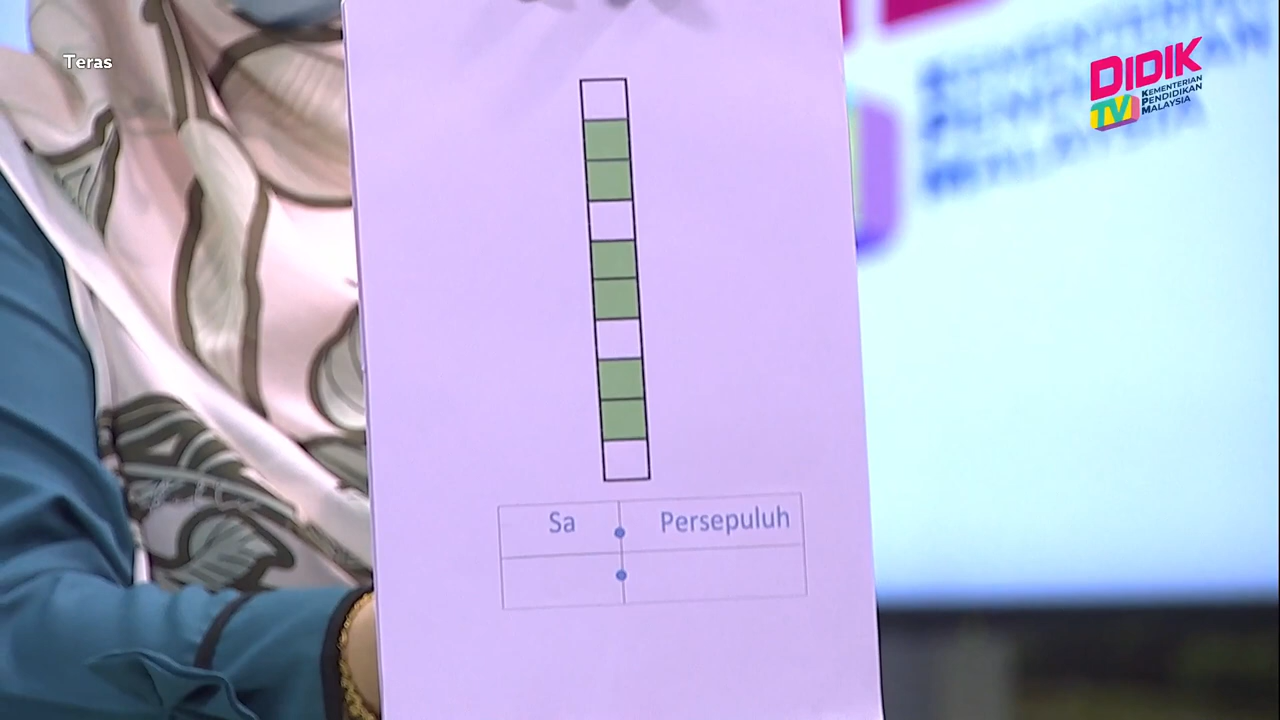 Teras
DIDIK
TV
KEMENTERIAN
PENDIDIKAN
MALAYSIA
Sa
Persepuluh